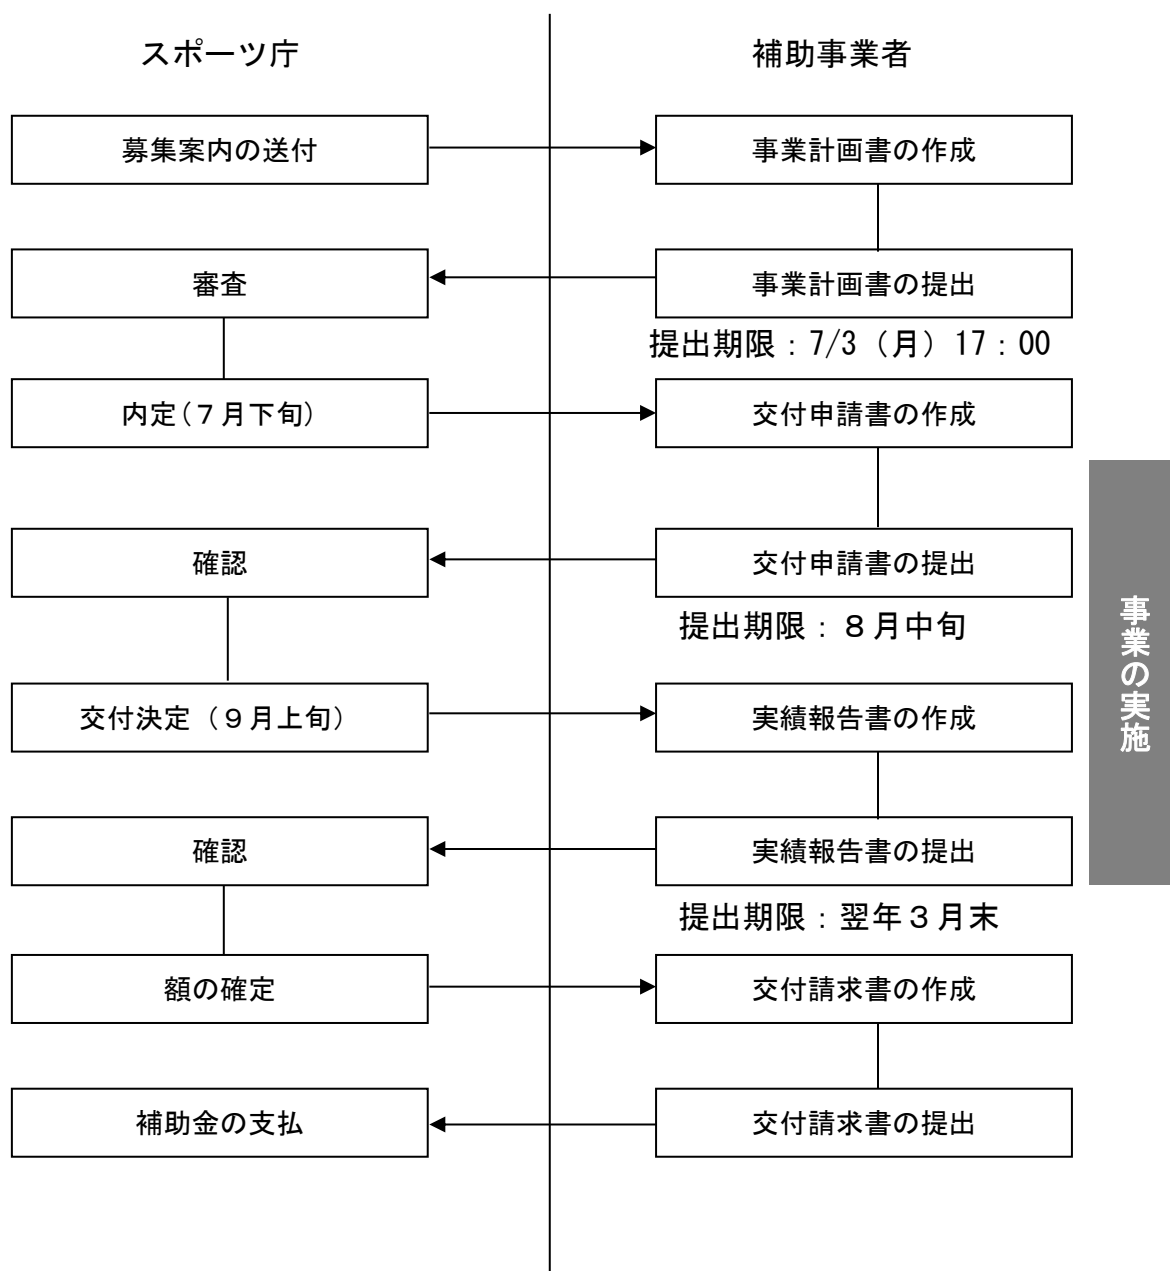 スポーツ庁
補助事業者
募集案内の送付
事業計画書の作成
審査
事業計画書の提出
提出期限：7/3（月）17：00
内定(７月下旬)
交付申請書の作成
確認
交付申請書の提出
提出期限：８月中旬
交付決定（９月上旬）
実績報告書の作成
確認
実績報告書の提出
提出期限：翌年３月末
額の確定
交付請求書の作成
補助金の支払
交付請求書の提出
事業の実施